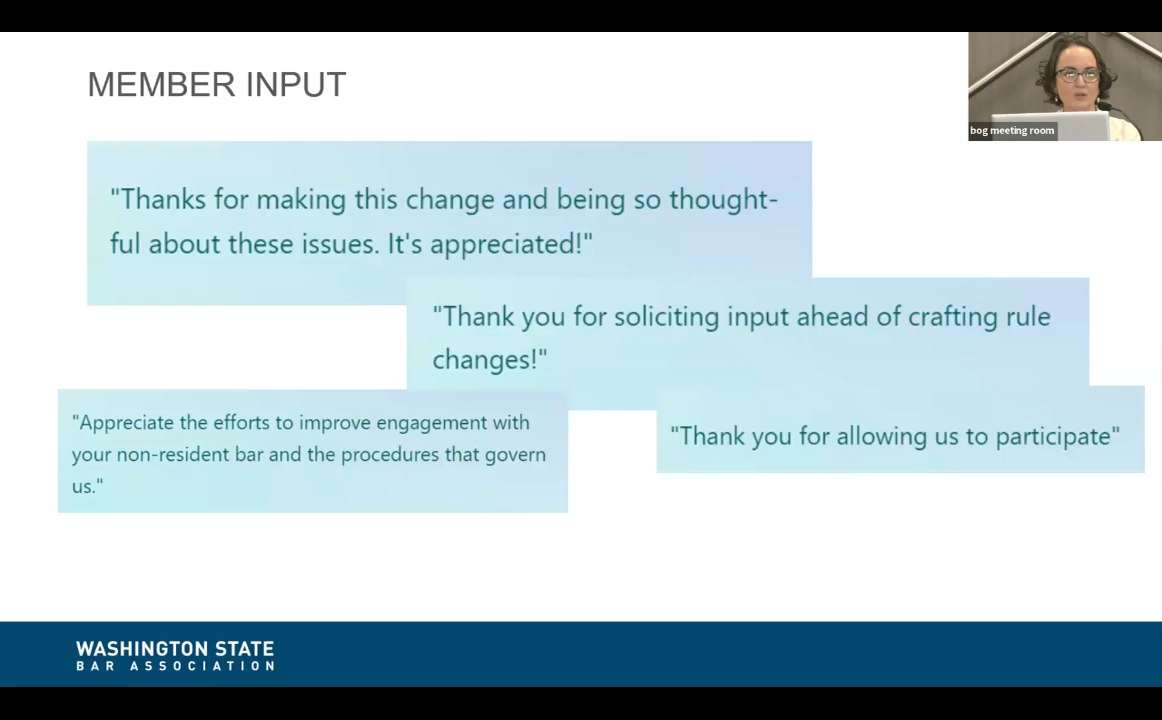 MEMBER INPUT
bog meeting room
"Thanks for making this change and being so thought-
ful about these issues. It's appreciated!"
"Thank you for soliciting input ahead of crafting rule
changes!"
"Appreciate the efforts to improve engagement with
your non-resident bar and the procedures that govern
us."
"Thank you for allowing us to participate"
WASHINGTON STATE
BAR ASSOCIATION